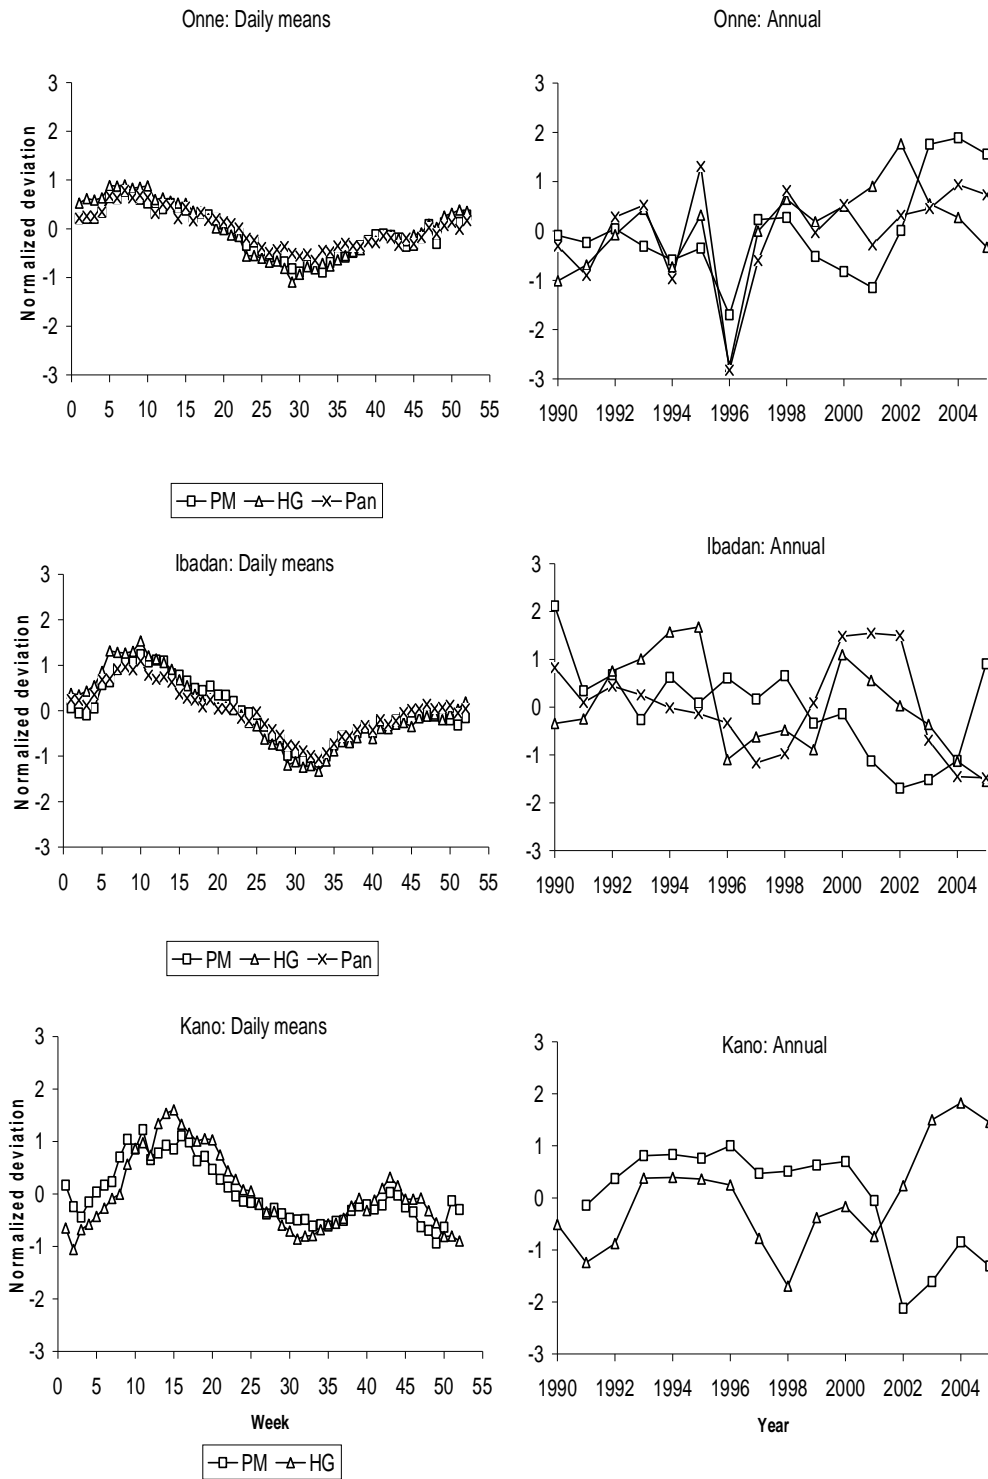 Onne: Daily means
Normalized deviation
3
2
1
0
-1
-2
-3
0 5 10 15 20 25 30 35 40 45 50 55
Onne: Annual
3
2
1
0
-1
-2
-3
1990 1992 1994 1996 1998 2000 2002 2004
PM HG Pan
Ibadan: Daily means
Normalized deviation
3
2
1
0
-1
-2
-3
0 5 10 15 20 25 30 35 40 45 50 55
PM HG Pan
Ibadan: Annual
3
2
1
0
-1
-2
-3
1990 1992 1994 1996 1998 2000 2002 2004
Kano: Daily means
Normalized deviation
3
2
1
0
-1
-2
-3
0 5 10 15 20 25 30 35 40 45 50 55
Week
PM HG
Kano: Annual
3
2
1
0
-1
-2
-3
1990 1992 1994 1996 1998 2000 2002 2004
Year